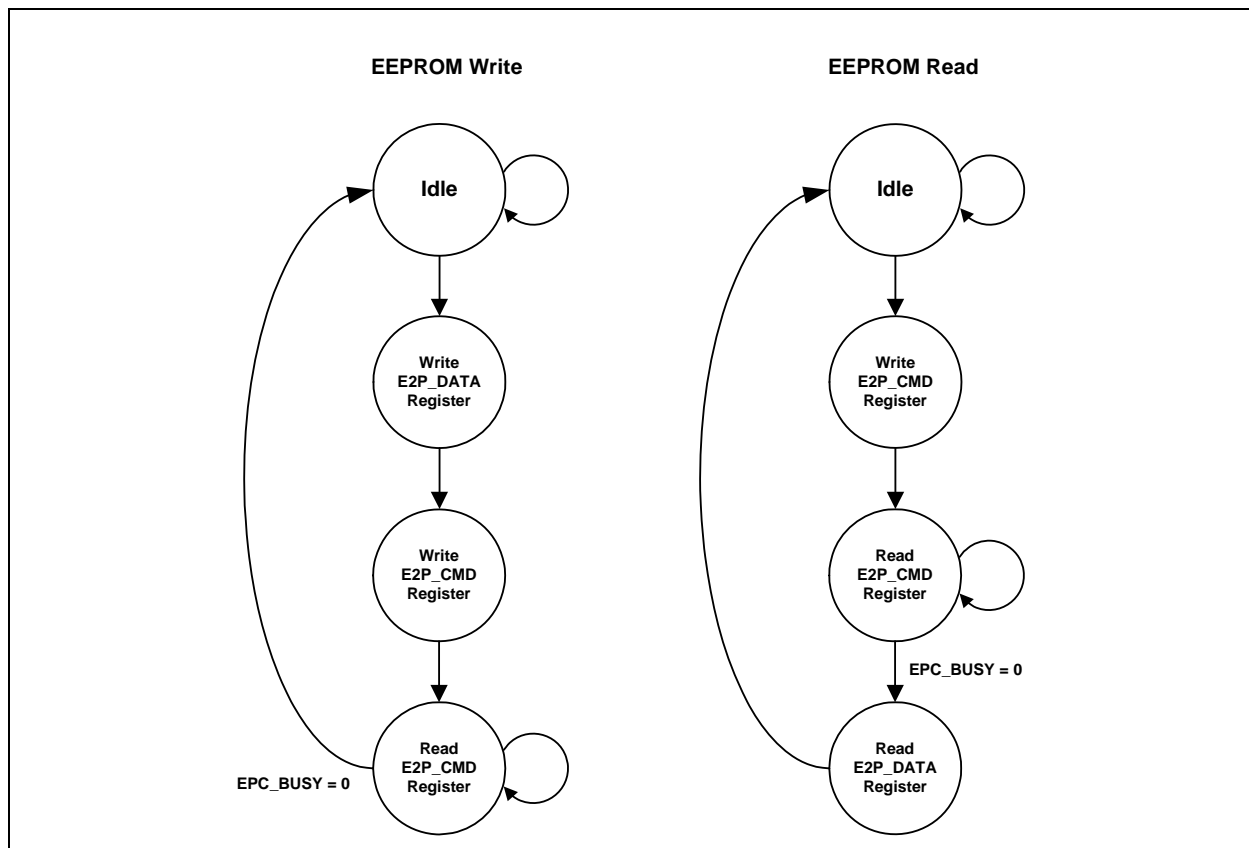 EEPROM Write
Idle
Write
E2P_DATA
Register
Write
E2P_CMD
Register
Read
E2P_CMD
Register
EPC_BUSY = 0
EEPROM Read
Idle
Write
E2P_CMD
Register
Read
E2P_CMD
Register
EPC_BUSY = 0
Read
E2P_DATA
Register